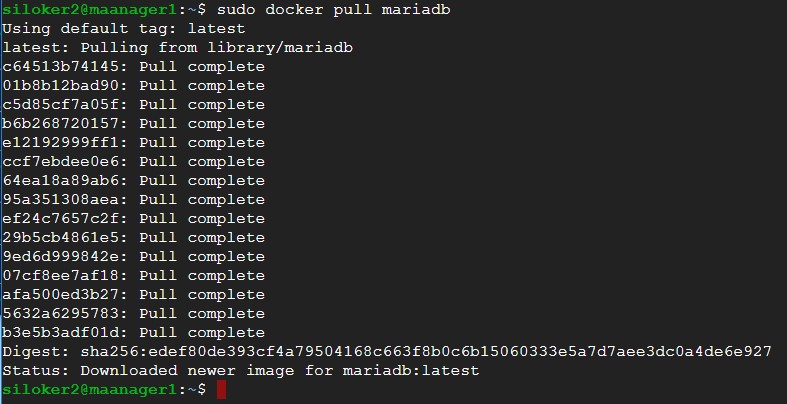 siloker2@maanager1:~$ sudo docker pull mariadb
Using default tag: latest
latest: Pulling from library/mariadb
c64513b74145: Pull complete
01b8b12bad90: Pull complete
c5d85cf7a05f: Pull complete
b6b268720157: Pull complete
e12192999ff1: Pull complete
ccf7ebdee0e6: Pull complete
64ea18a89ab6: Pull complete
95a351308aea: Pull complete
ef24c7657c2f: Pull complete
29b5cb4861e5: Pull complete
9ed6d999842e: Pull complete
07cf8ee7af18: Pull complete
afa500ed3b27: Pull complete
5632a6295783: Pull complete
b3e5b3adf01d: Pull complete
Digest: sha256:edef80de393cf4a79504168c663f8b0c6b15060333e5a7d7aee3dc0a4de6e927
Status: Downloaded newer image for mariadb:latest
siloker2@maanager1:~$